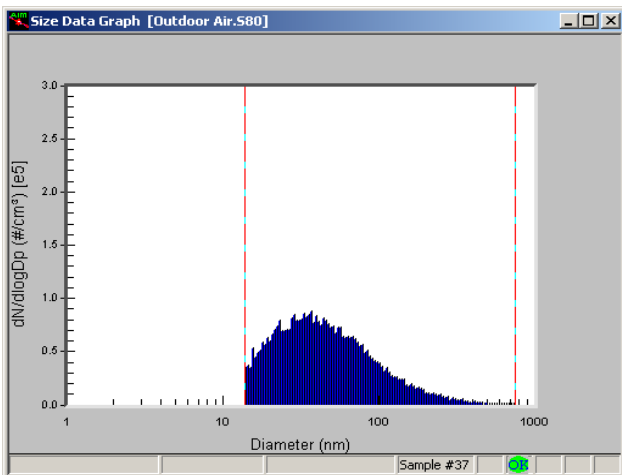 AIM Size Data Graph [Outdoor Air.S80]
dN/dlogDp (#/cm³) [e5]
3.0
2.5
2.0
1.5
1.0
0.5
0.0
1 10 100 1000
Diameter (nm)
Sample #37 OK